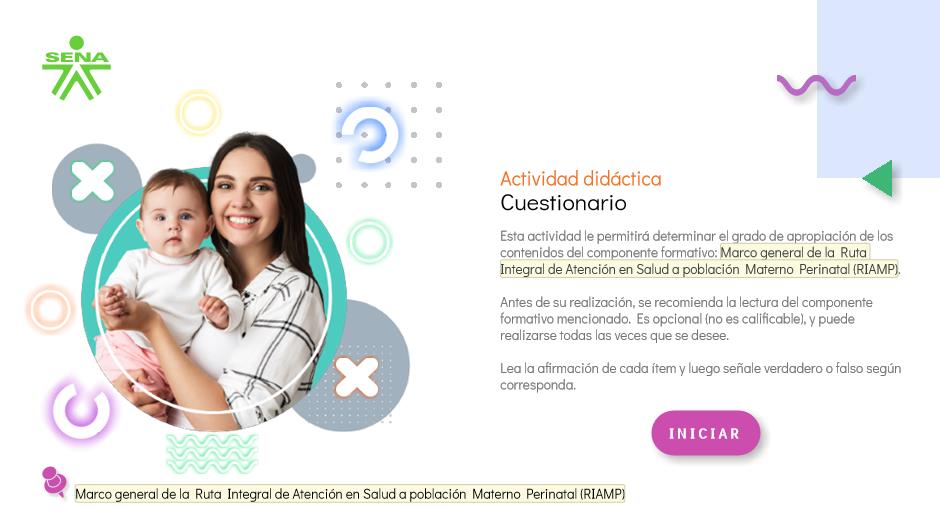 SENA
Actividad didáctica
Cuestionario
Esta actividad le permitirá determinar el grado de apropiación de los
contenidos del componente formativo: Marco general de la Ruta
Integral de Atención en Salud a población Materno Perinatal (RIAMP).
Antes de su realización, se recomienda la lectura del componente
formativo mencionado. Es opcional (no es calificable), y puede
realizarse todas las veces que se desee.
Lea la afirmación de cada ítem y luego señale verdadero o falso según
corresponda.
INICIAR
Marco general de la Ruta Integral de Atención en Salud a población Materno Perinatal (RIAMP)